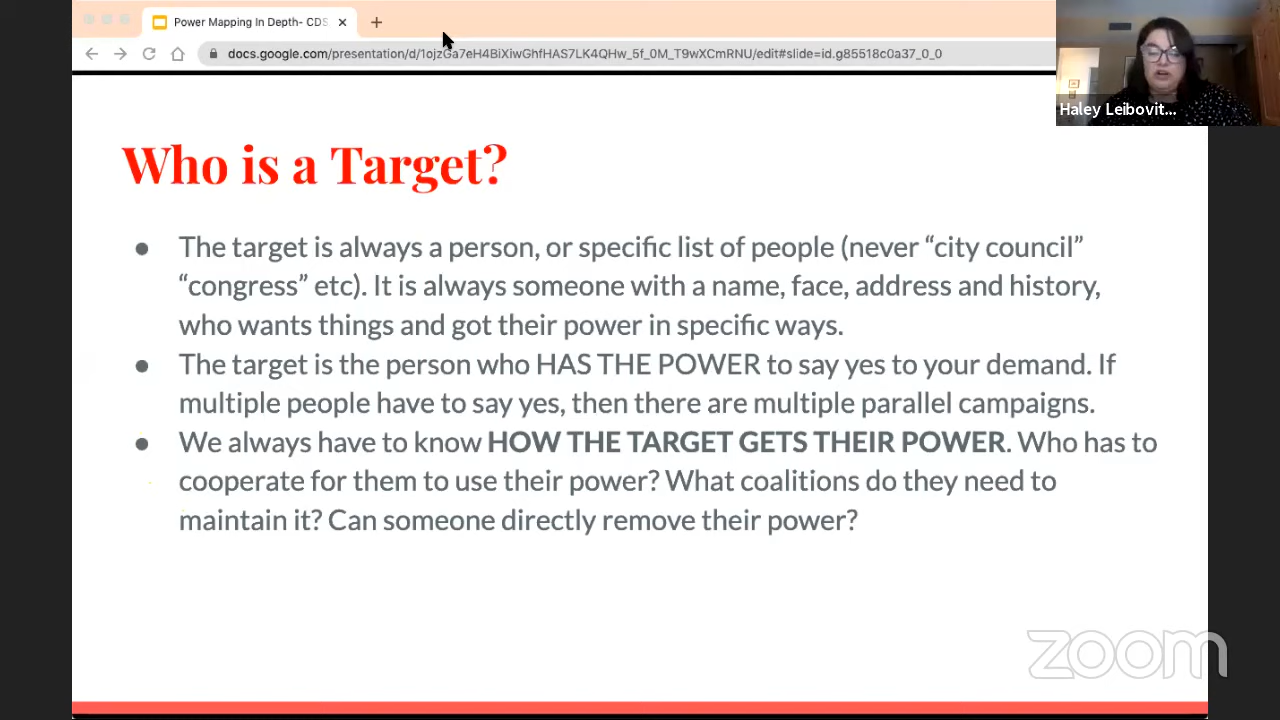 Power Mapping In Depth- CDS
docs.google.com/presentation/d/1ojzGa7eH4BiXiwGhfHAS7LK4QHw_5f_0M_T9wXCmRNU/edit#slide=id.g85518c0a37_0_0
Haley Leibovit...
Who is a Target?
● The target is always a person, or specific list of people (never “city council”
“congress” etc). It is always someone with a name, face, address and history,
who wants things and got their power in specific ways.
● The target is the person who HAS THE POWER to say yes to your demand. If
multiple people have to say yes, then there are multiple parallel campaigns.
● We always have to know HOW THE TARGET GETS THEIR POWER. Who has to
cooperate for them to use their power? What coalitions do they need to
maintain it? Can someone directly remove their power?
zoom